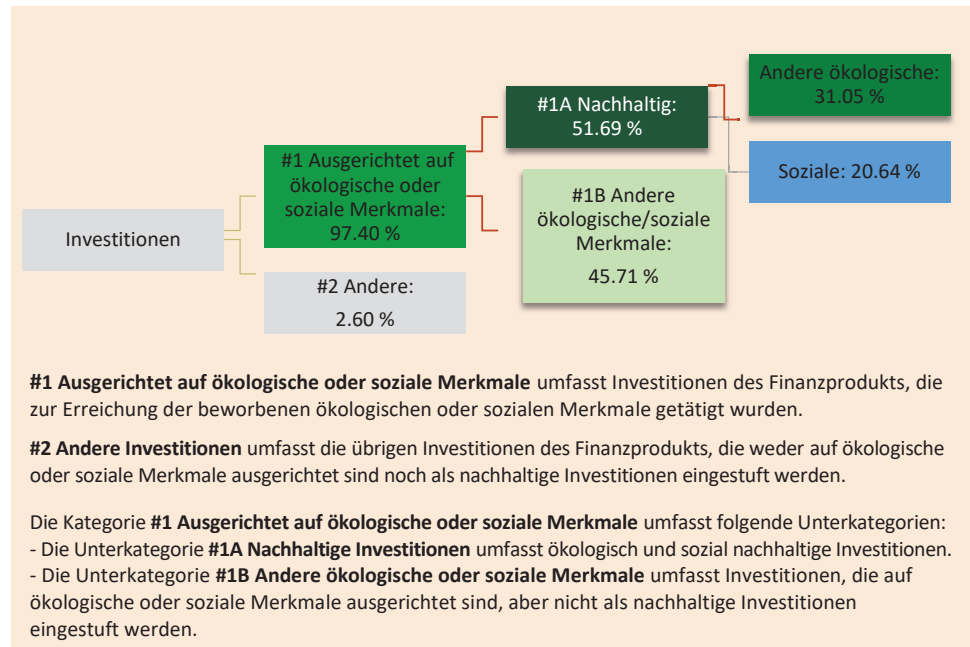 Investitionen
#1 Ausgerichtet auf
ökologische oder
soziale Merkmale:
97.40 %
#2 Andere:
2.60 %
#1A Nachhaltig:
51.69 %
#1B Andere
ökologische/soziale
Merkmale:
45.71 %
Andere ökologische:
31.05 %
Soziale: 20.64 %
#1 Ausgerichtet auf ökologische oder soziale Merkmale umfasst Investitionen des Finanzprodukts, die
zur Erreichung der beworbenen ökologischen oder sozialen Merkmale getätigt wurden.
#2 Andere Investitionen umfasst die übrigen Investitionen des Finanzprodukts, die weder auf ökologische
oder soziale Merkmale ausgerichtet sind noch als nachhaltige Investitionen eingestuft werden.
Die Kategorie #1 Ausgerichtet auf ökologische oder soziale Merkmale umfasst folgende Unterkategorien:
- Die Unterkategorie #1A Nachhaltige Investitionen umfasst ökologisch und sozial nachhaltige Investitionen.
- Die Unterkategorie #1B Andere ökologische oder soziale Merkmale umfasst Investitionen, die auf
ökologische oder soziale Merkmale ausgerichtet sind, aber nicht als nachhaltige Investitionen
eingestuft werden.